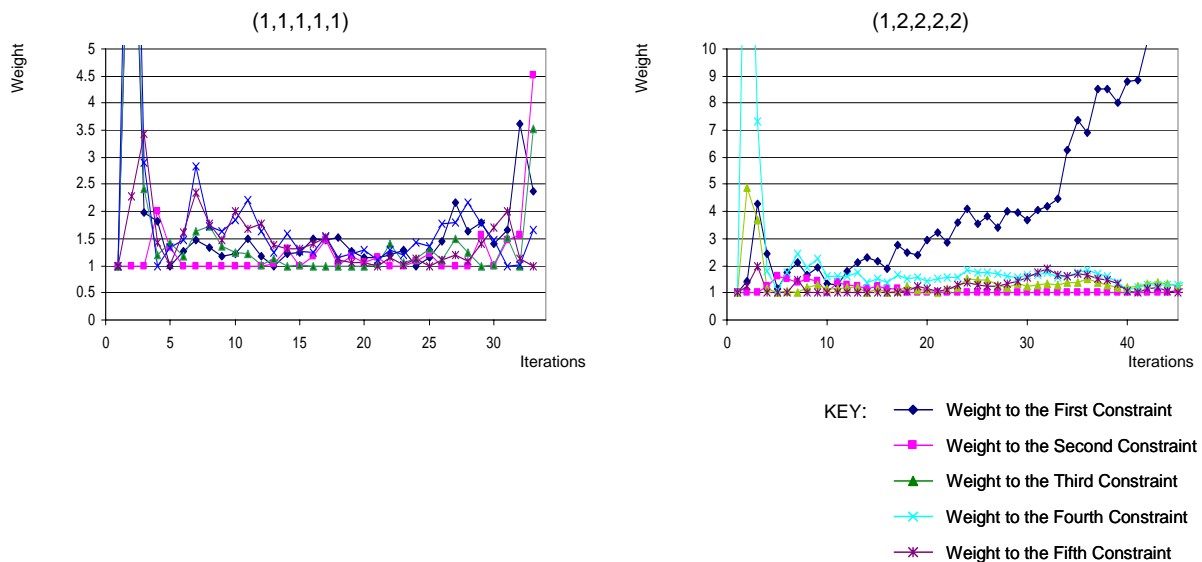 (1,1,1,1,1)
Weight
5
4.5
4
3.5
3
2.5
2
1.5
1
0.5
0
0 5 10 15 20 25 30
Iterations
(1,2,2,2,2)
Weight
10
9
8
7
6
5
4
3
2
1
0
0 10 20 30 40
Iterations
KEY:
Weight to the First Constraint
Weight to the Second Constraint
Weight to the Third Constraint
Weight to the Fourth Constraint
Weight to the Fifth Constraint